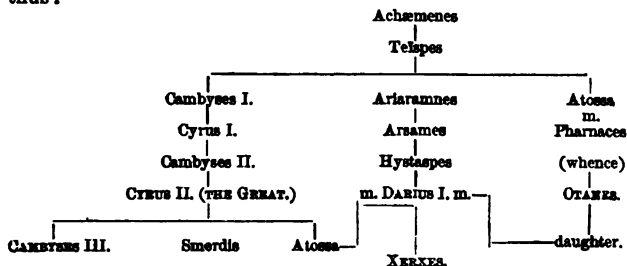 thus:
Achæmenes
Teïspes
Cambyses I. Ariaramnes Atossa
m.
Cyrus I. Arsames Pharnaces
Cambyses II. Hystaspes (whence
CYRUS II. (THE GREAT.) m. DARIUS I. m. OTANES.
CAMBYSES III. Smerdis Atossa daughter.
XERXES.